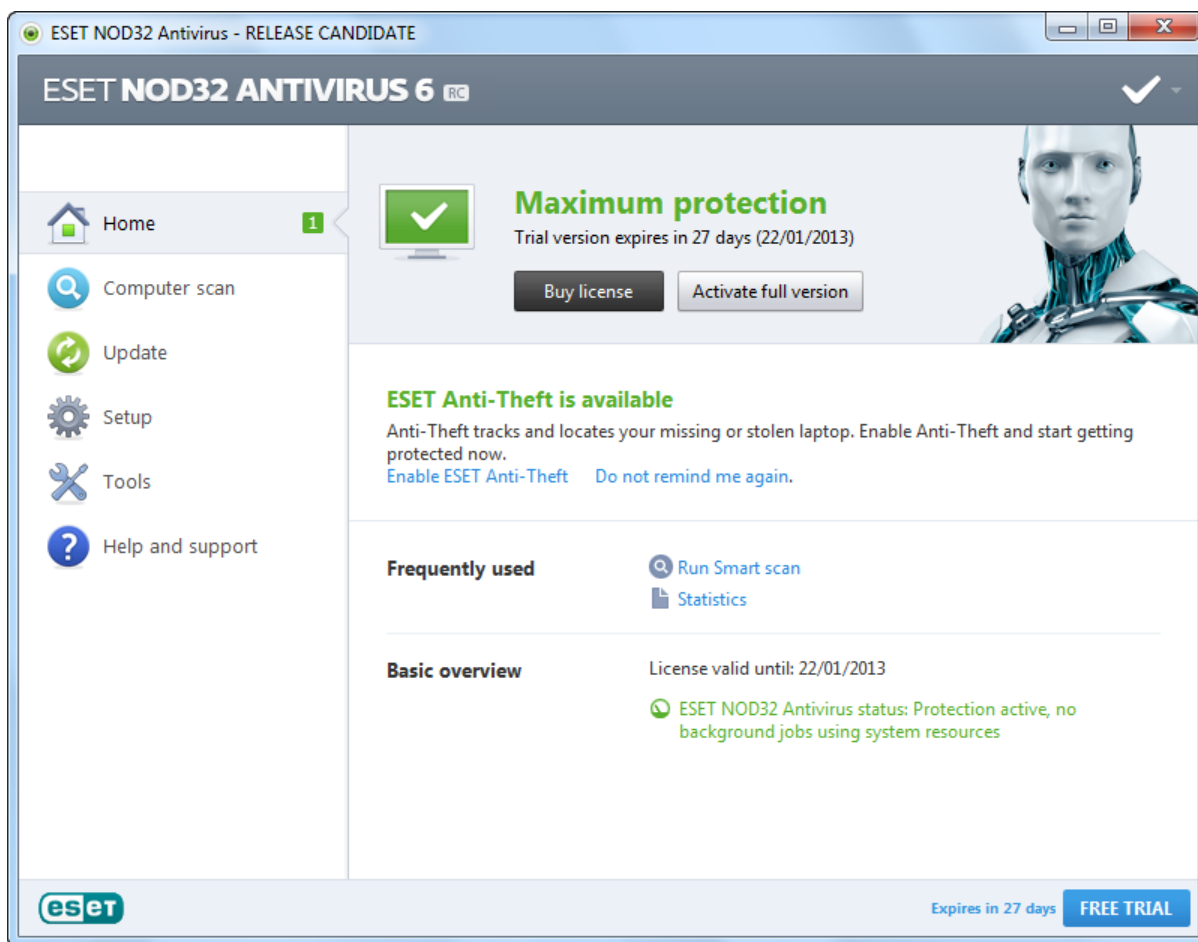 ESET NOD32 Antivirus - RELEASE CANDIDATE
ESET NOD32 ANTIVIRUS 6 RC
Home 1
Computer scan
Update
Setup
Tools
Help and support
Maximum protection
Trial version expires in 27 days (22/01/2013)
Buy license
Activate full version
ESET Anti-Theft is available
Anti-Theft tracks and locates your missing or stolen laptop. Enable Anti-Theft and start getting
protected now.
Enable ESET Anti-Theft Do not remind me again.
Frequently used
Run Smart scan
Statistics
Basic overview
License valid until: 22/01/2013
ESET NOD32 Antivirus status: Protection active, no
background jobs using system resources
eset
Expires in 27 days
FREE TRIAL